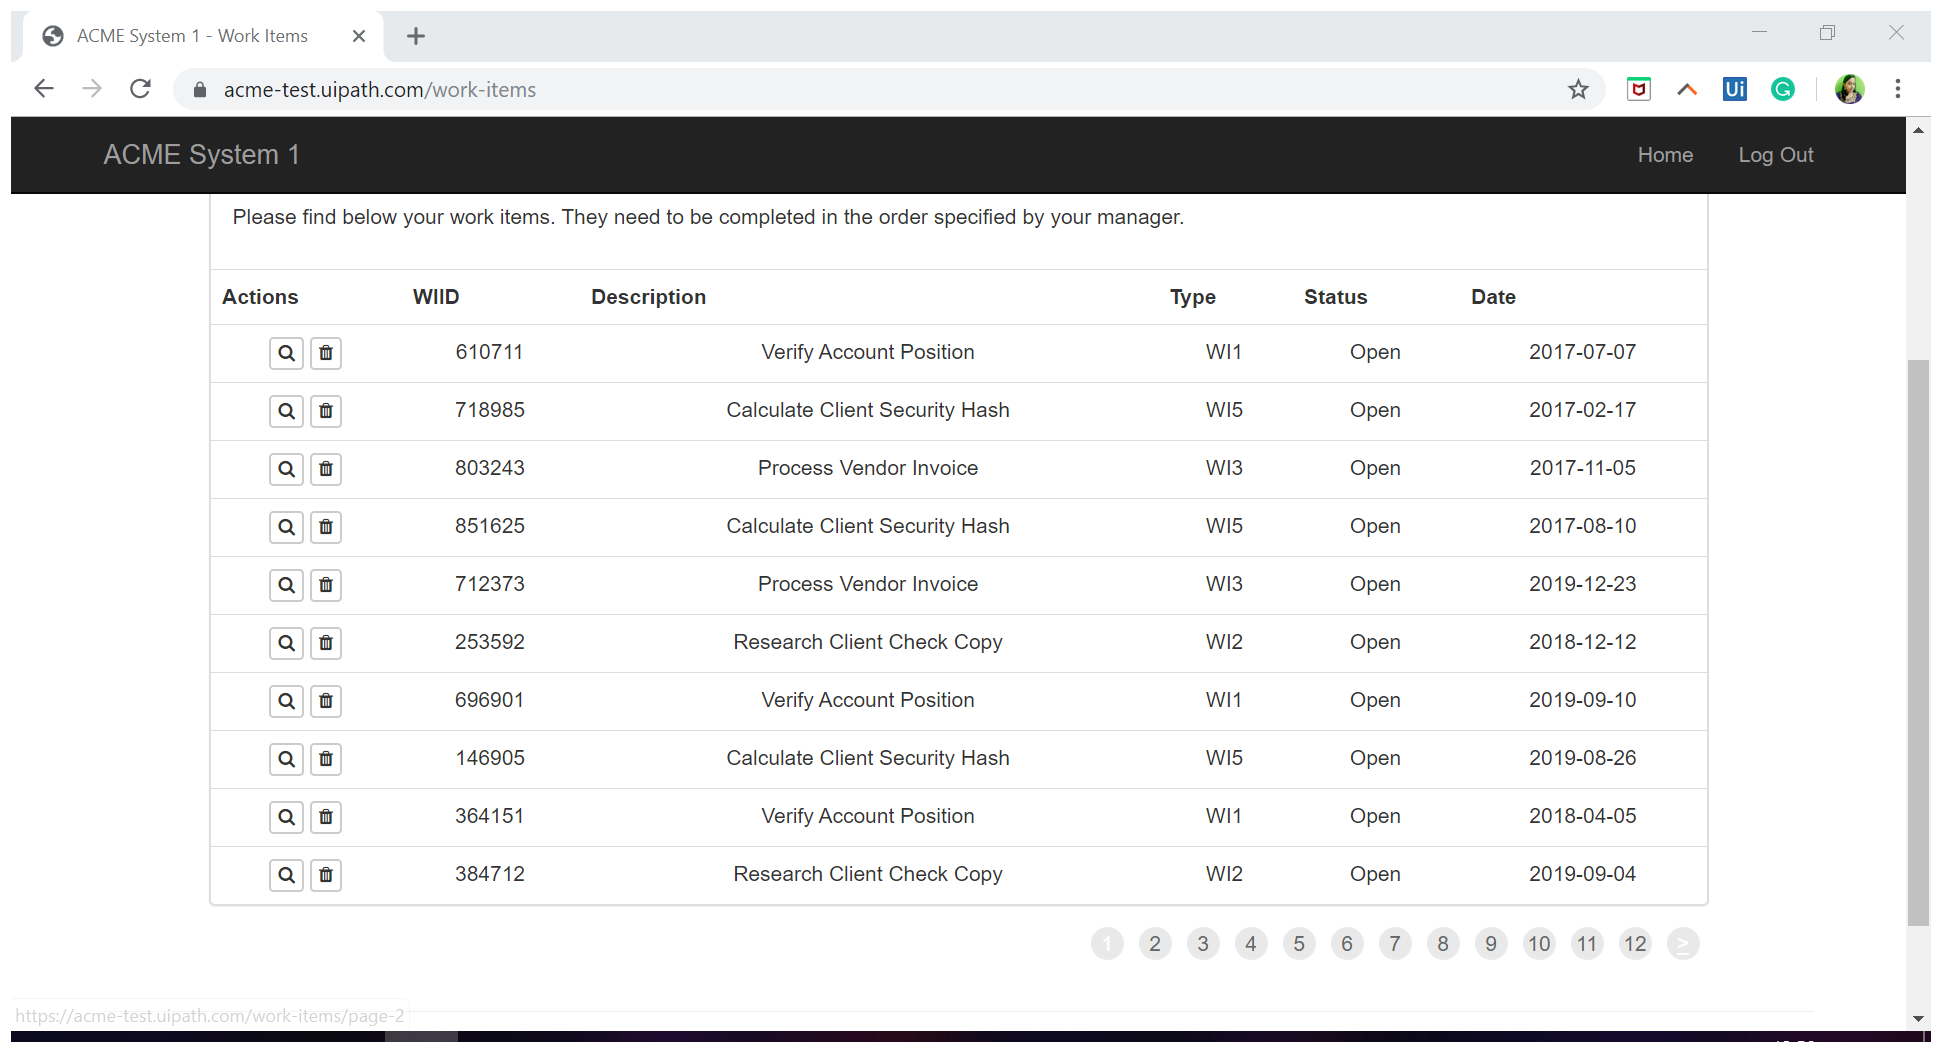 ACME System 1 - Work Items
acme-test.uipath.com/work-items
Ui
ACME System 1 Home Log Out
Please find below your work items. They need to be completed in the order specified by your manager.
Actions WIID Description Type Status Date
610711 Verify Account Position WI1 Open 2017-07-07
718985 Calculate Client Security Hash WI5 Open 2017-02-17
803243 Process Vendor Invoice WI3 Open 2017-11-05
851625 Calculate Client Security Hash WI5 Open 2017-08-10
712373 Process Vendor Invoice WI3 Open 2019-12-23
253592 Research Client Check Copy WI2 Open 2018-12-12
696901 Verify Account Position WI1 Open 2019-09-10
146905 Calculate Client Security Hash WI5 Open 2019-08-26
364151 Verify Account Position WI1 Open 2018-04-05
384712 Research Client Check Copy WI2 Open 2019-09-04
1 2 3 4 5 6 7 8 9 10 11 12 >
https://acme-test.uipath.com/work-items/page-2